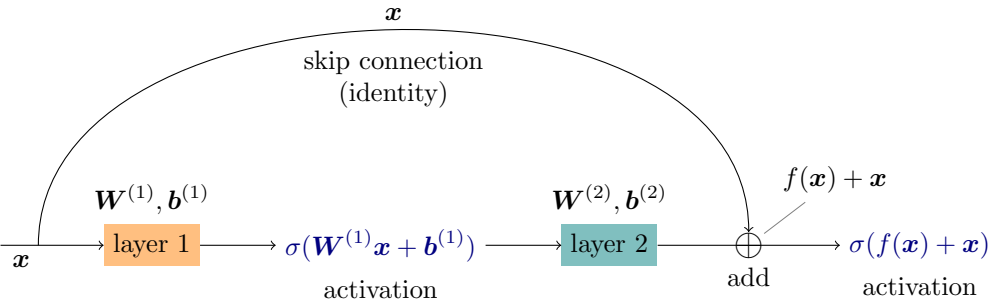 x
skip connection
(identity)
f(x) + x
W^{(1)}, b^{(1)}
W^{(2)}, b^{(2)}
x
layer 1
σ(W^{(1)}x + b^{(1)})
layer 2
σ(f(x) + x)
add
activation
activation